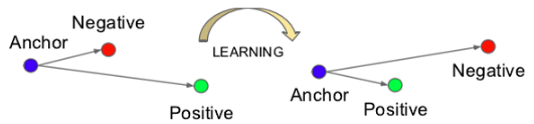 Negative
Anchor
LEARNING
Positive
Negative
Anchor
Positive